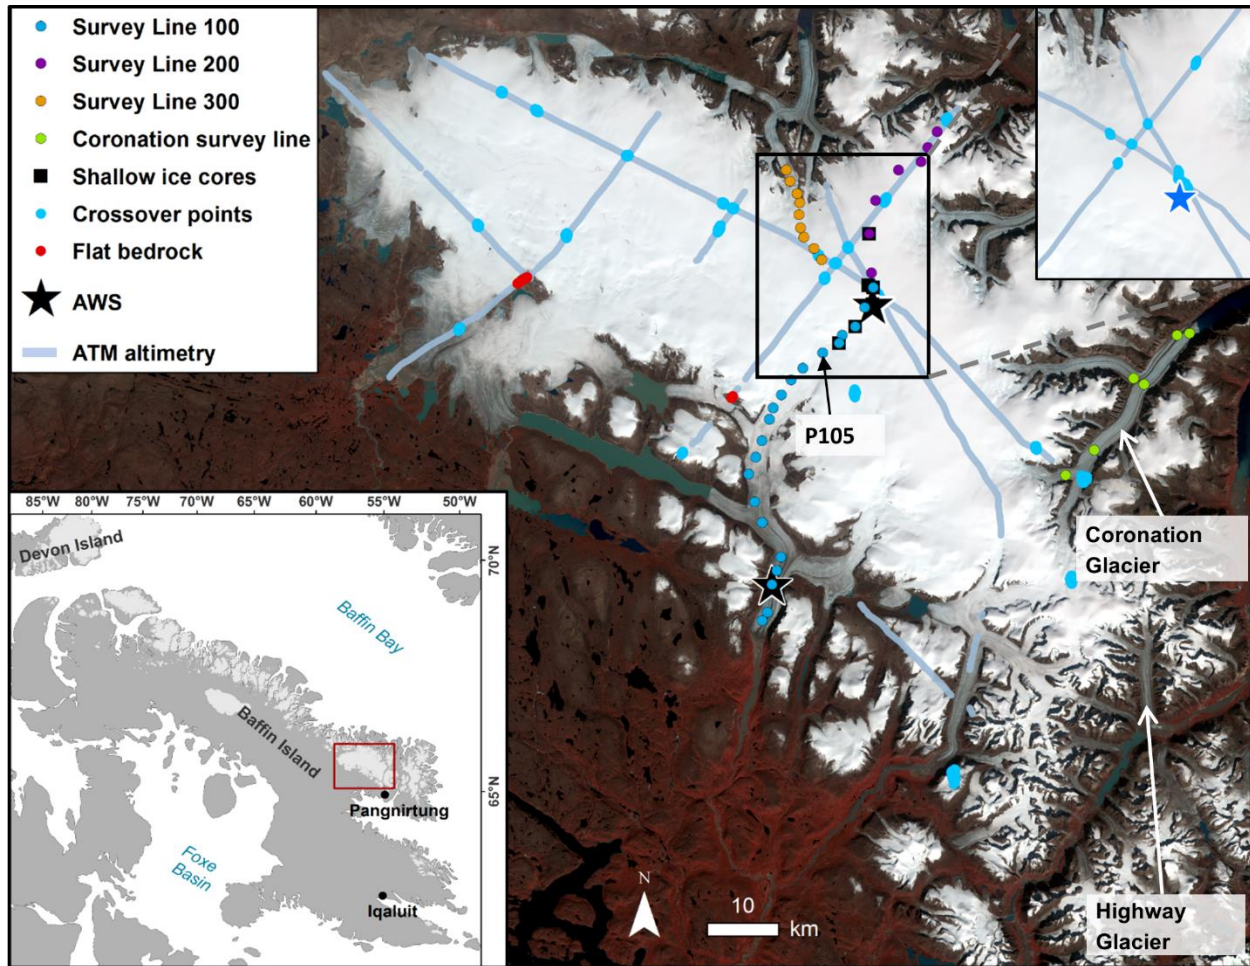 Survey Line 100
Survey Line 200
Survey Line 300
Coronation survey line
Shallow ice cores
Crossover points
Flat bedrock
AWS
ATM altimetry
P105
Coronation
Glacier
Highway
Glacier
N
10
km
85°W 80°W 75°W 70°W 65°W 60°W 55°W 50°W
Devon Island
70°N
Baffin Bay
Baffin Island
65°N
Pangnirtung
Foxe
Basin
Iqaluit